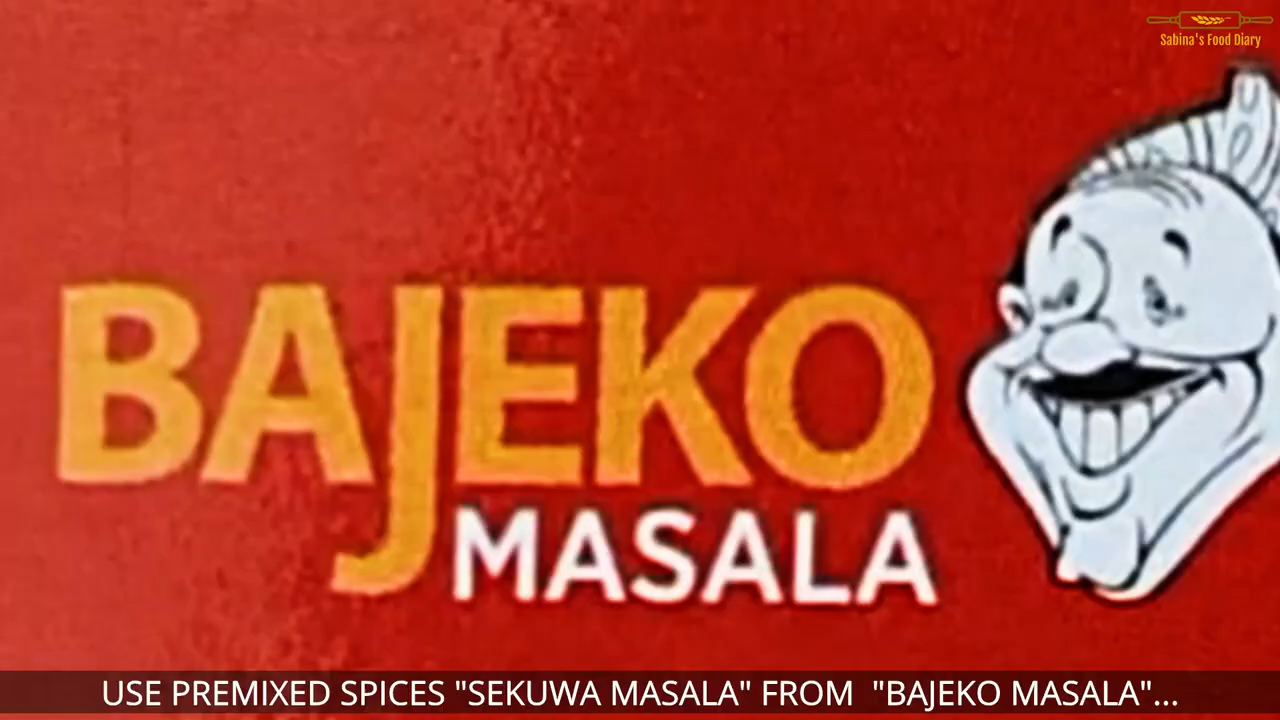 Sabina's Food Diary
BAJEKO
MASALA
USE PREMIXED SPICES "SEKUWA MASALA" FROM  "BAJEKO MASALA"...